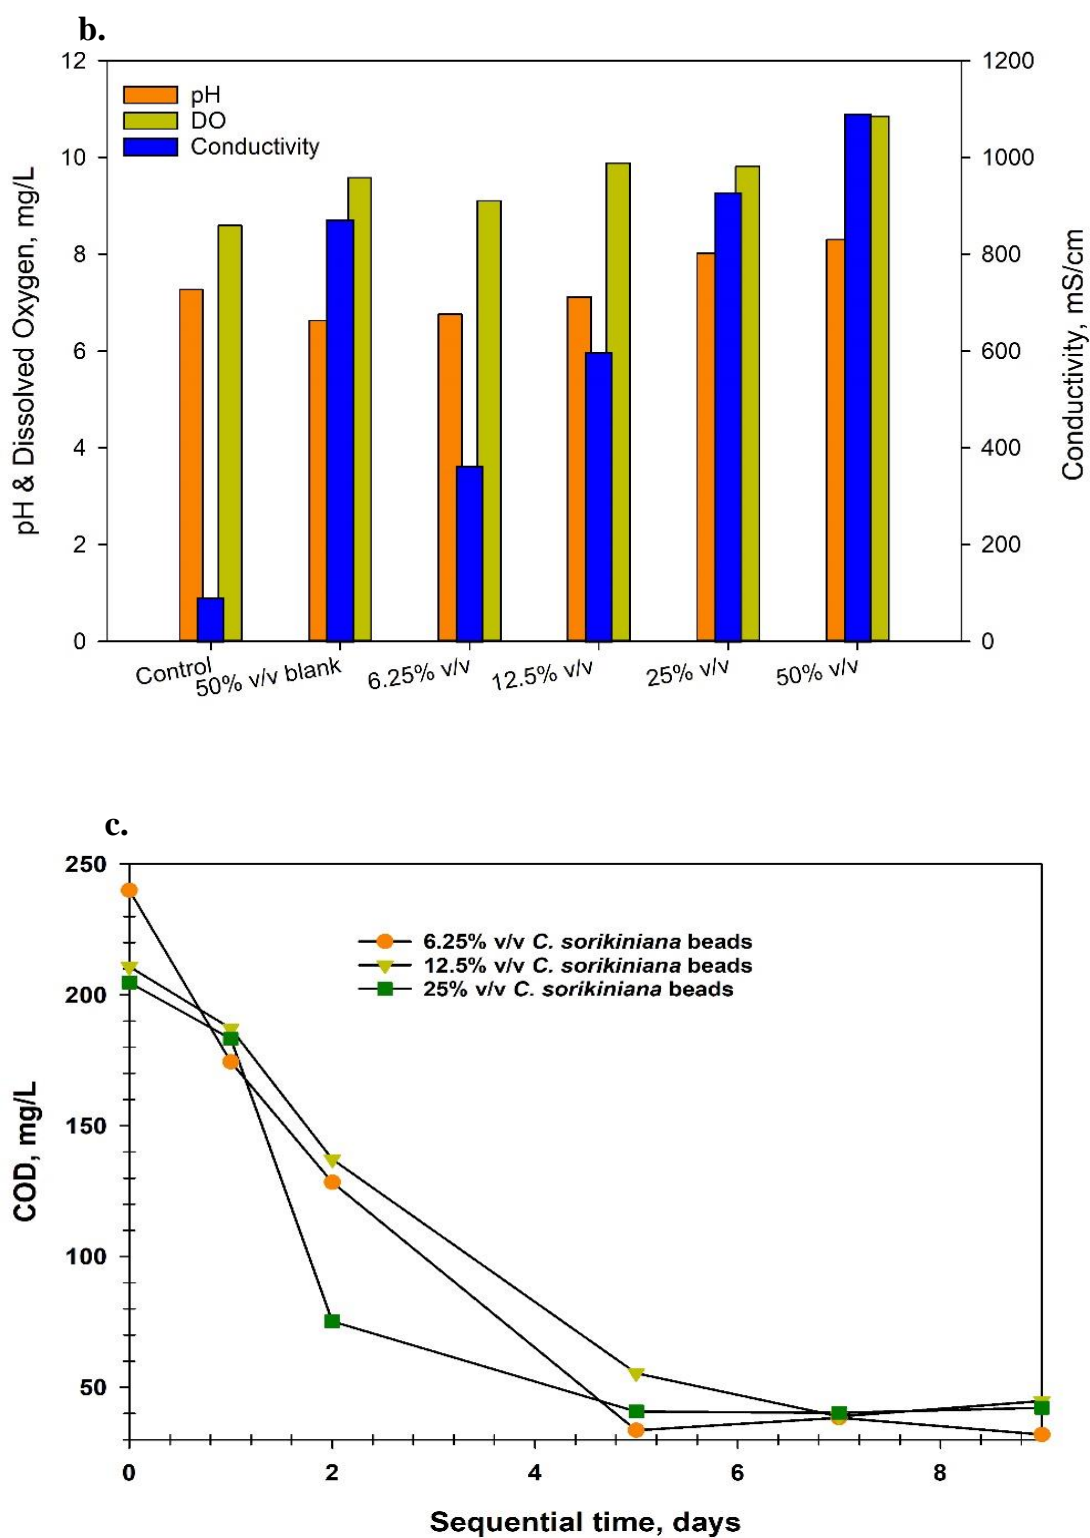 b.
12
1200
pH
DO
Conductivity
10
1000
8
800
6
600
4
400
2
200
0
0
pH & Dissolved Oxygen, mg/L
Conductivity, mS/cm
Control
50% v/v blank
6.25% v/v
12.5% v/v
25% v/v
50% v/v
c.
250
6.25% v/v C. sorikiniana beads
12.5% v/v C. sorikiniana beads
25% v/v C. sorikiniana beads
200
150
100
50
COD, mg/L
0
2
4
6
8
Sequential time, days